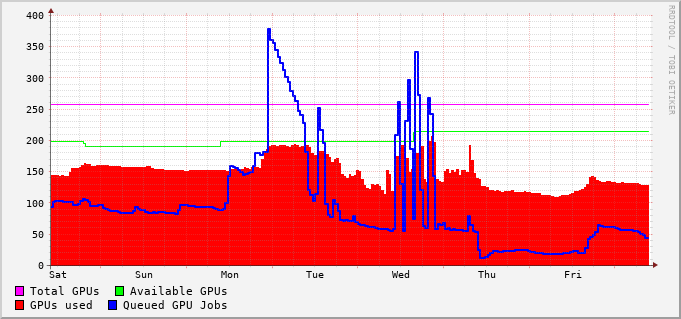 400
350
300
250
200
150
100
50
0
Sat Sun Mon Tue Wed Thu Fri
Total GPUs Available GPUs
GPUs used Queued GPU Jobs
RRDTOOL / TOBI OETIKER